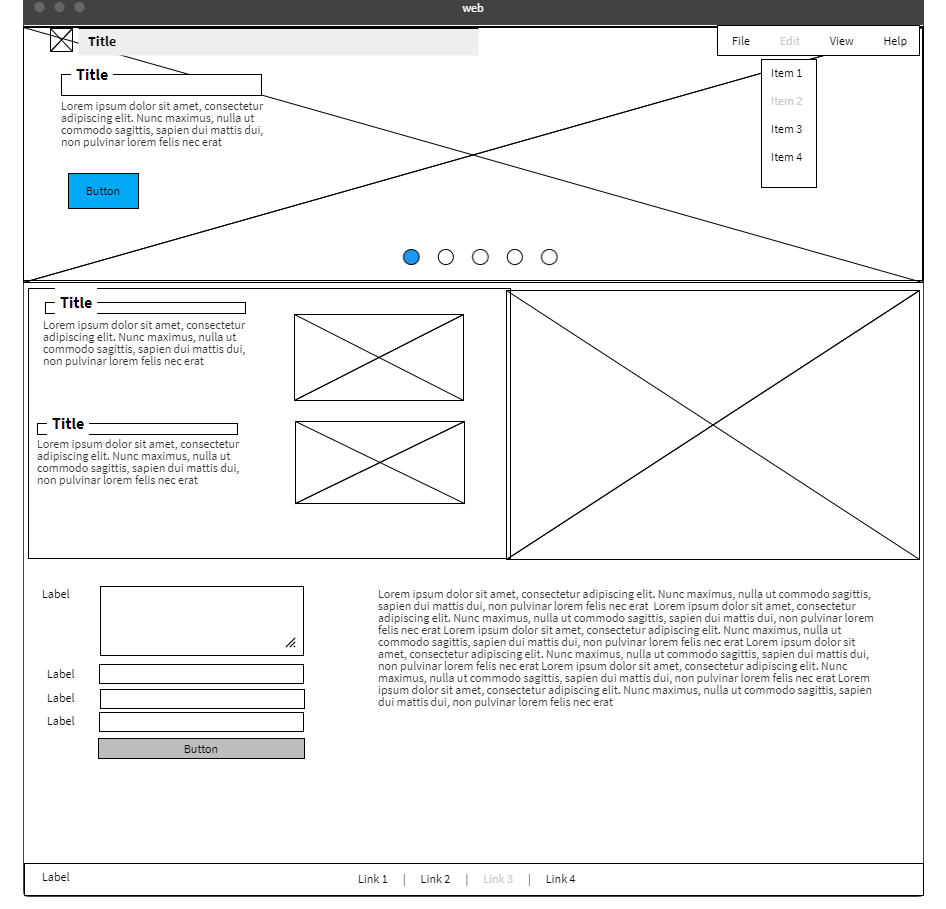 web
Title
File Edit View Help
Title
Lorem ipsum dolor sit amet, consectetur
adipiscing elit. Nunc maximus, nulla ut
commodo sagittis, sapien dui mattis dui,
non pulvinar lorem felis nec erat
Button
Item 1
Item 2
Item 3
Item 4
Title
Lorem ipsum dolor sit amet, consectetur
adipiscing elit. Nunc maximus, nulla ut
commodo sagittis, sapien dui mattis dui,
non pulvinar lorem felis nec erat
Title
Lorem ipsum dolor sit amet, consectetur
adipiscing elit. Nunc maximus, nulla ut
commodo sagittis, sapien dui mattis dui,
non pulvinar lorem felis nec erat
Label
Label
Label
Label
Button
Lorem ipsum dolor sit amet, consectetur adipiscing elit. Nunc maximus, nulla ut commodo sagittis,
sapien dui mattis dui, non pulvinar lorem felis nec erat Lorem ipsum dolor sit amet, consectetur
adipiscing elit. Nunc maximus, nulla ut commodo sagittis, sapien dui mattis dui, non pulvinar lorem
felis nec erat Lorem ipsum dolor sit amet, consectetur adipiscing elit. Nunc maximus, nulla ut
commodo sagittis, sapien dui mattis dui, non pulvinar lorem felis nec erat Lorem ipsum dolor sit
amet, consectetur adipiscing elit. Nunc maximus, nulla ut commodo sagittis, sapien dui mattis dui,
non pulvinar lorem felis nec erat Lorem ipsum dolor sit amet, consectetur adipiscing elit. Nunc
maximus, nulla ut commodo sagittis, sapien dui mattis dui, non pulvinar lorem felis nec erat Lorem
ipsum dolor sit amet, consectetur adipiscing elit. Nunc maximus, nulla ut commodo sagittis, sapien
dui mattis dui, non pulvinar lorem felis nec erat
Label
Link 1 | Link 2 | Link 3 | Link 4